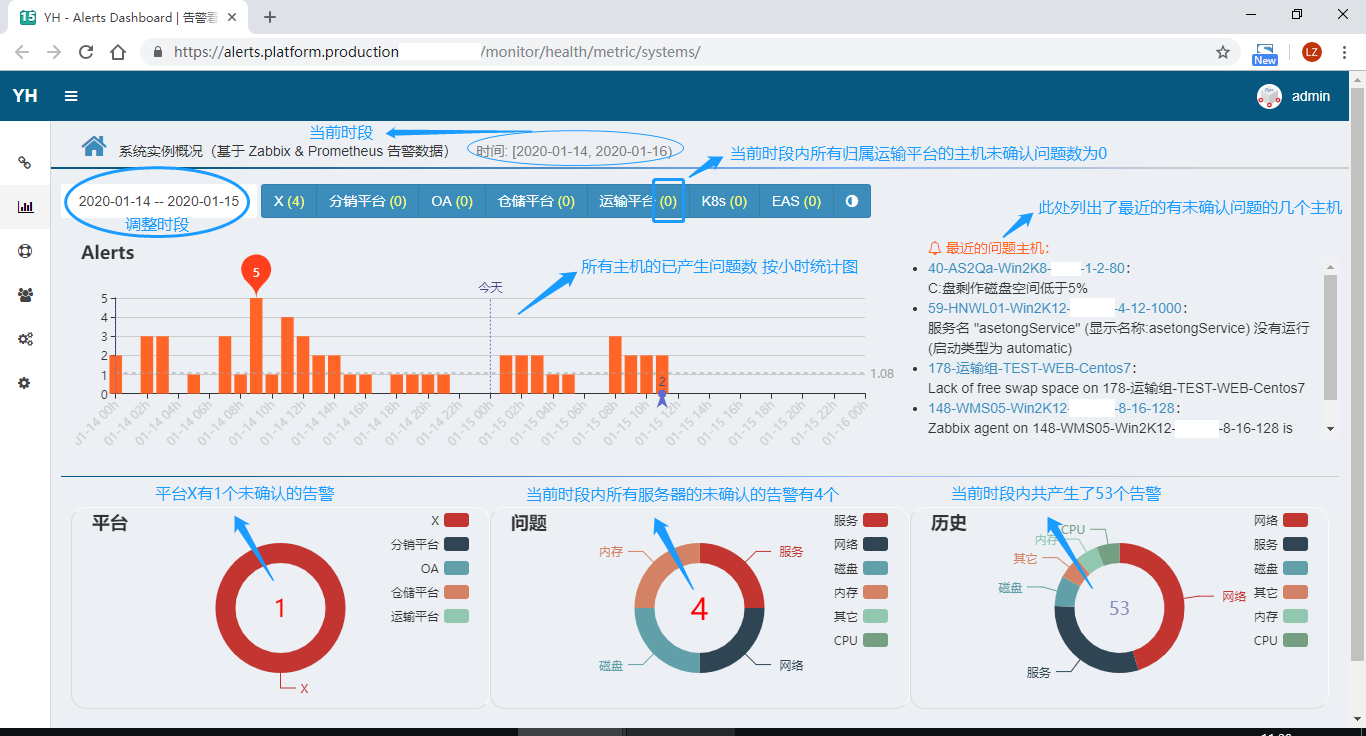 YH - Alerts Dashboard | 告警看
https://alerts.platform.production /monitor/health/metric/systems/
New
LZ
YH
admin
当前时段
系统实例概况（基于 Zabbix & Prometheus 告警数据）
时间: [2020-01-14, 2020-01-16)
当前时段内所有归属运输平台的主机未确认问题数为0
2020-01-14 -- 2020-01-15
X (4)
分销平台 (0)
OA (0)
仓储平台 (0)
运输平台 (0)
K8s (0)
EAS (0)
调整时段
此处列出了最近的有未确认问题的几个主机
Alerts
所有主机的已产生问题数 按小时统计图
最近的问题主机:
40-AS2Qa-Win2K8- -1-2-80:
C:盘剩作磁盘空间低于5%
59-HNWL01-Win2K12- -4-12-1000:
服务名 "asetongService" (显示名称:asetongService) 没有运行
(启动类型为 automatic)
178-运输组-TEST-WEB-Centos7:
Lack of free swap space on 178-运输组-TEST-WEB-Centos7
148-WMS05-Win2K12- -8-16-128:
Zabbix agent on 148-WMS05-Win2K12- -8-16-128 is
5
今天
5
4
3
2
1
0
2
1.08
01-14 00h
01-14 02h
01-14 04h
01-14 06h
01-14 08h
01-14 10h
01-14 12h
01-14 14h
01-14 16h
01-14 18h
01-14 20h
01-14 22h
01-15 00h
01-15 02h
01-15 04h
01-15 06h
01-15 08h
01-15 10h
01-15 12h
01-15 14h
01-15 16h
01-15 18h
01-15 20h
01-15 22h
01-16 00h
平台X有1个未确认的告警
平台
X
分销平台
OA
仓储平台
运输平台
1
X
当前时段内所有服务器的未确认的告警有4个
问题
服务
网络
磁盘
内存
其它
CPU
内存
服务
4
磁盘
网络
当前时段内共产生了53个告警
历史
网络
服务
磁盘
其它
内存
CPU
CPU
内存
其它
磁盘
网络
53
服务